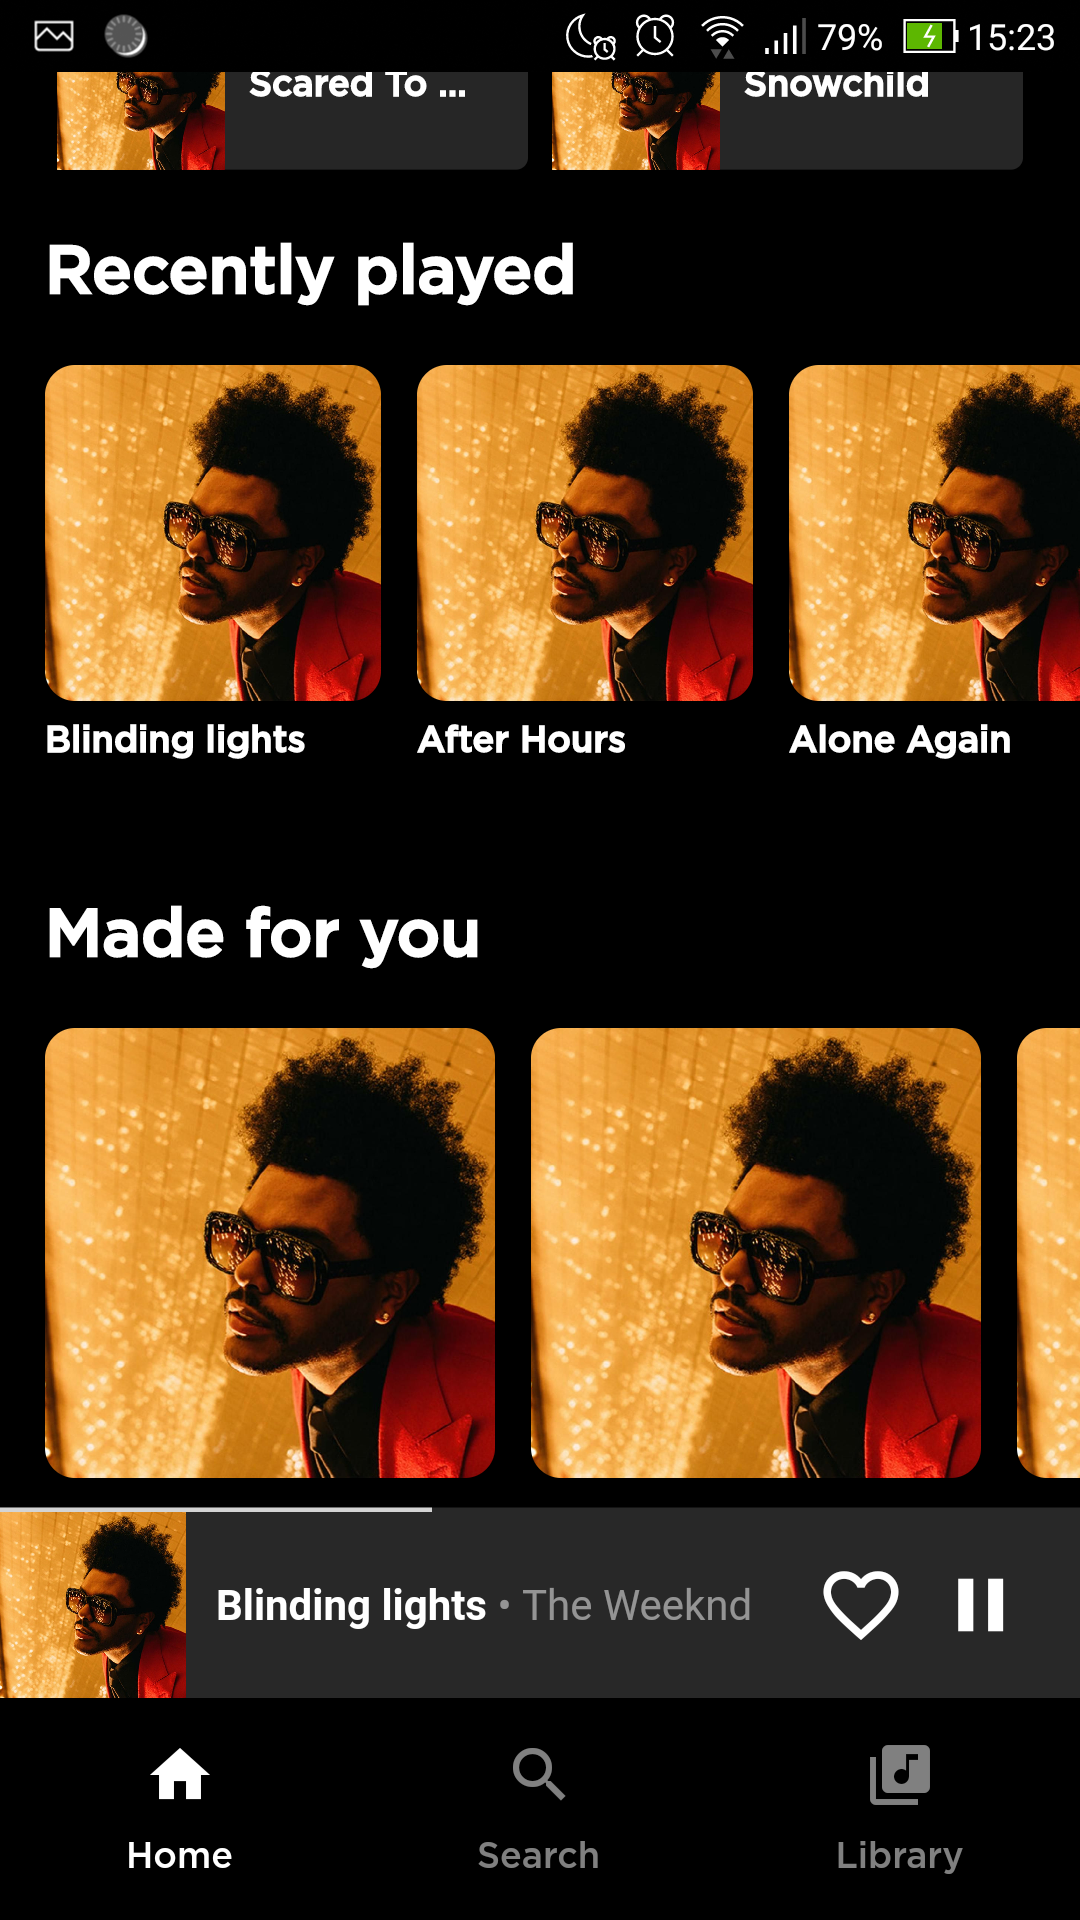 79% 15:23
Scared To ... Snowchild
Recently played
Blinding lights After Hours Alone Again
Made for you
Blinding lights • The Weeknd
Home Search Library